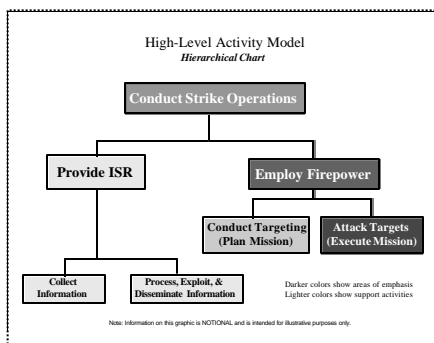 High-Level Activity Model
Hierarchical Chart
Conduct Strike Operations
Provide ISR
Employ Firepower
Conduct Targeting
(Plan Mission)
Attack Targets
(Execute Mission)
Collect
Information
Process, Exploit, &
Disseminate Information
Darker colors show areas of emphasis
Lighter colors show support activities
Note: Information on this graphic is NOTIONAL and is intended for illustrative purposes only.